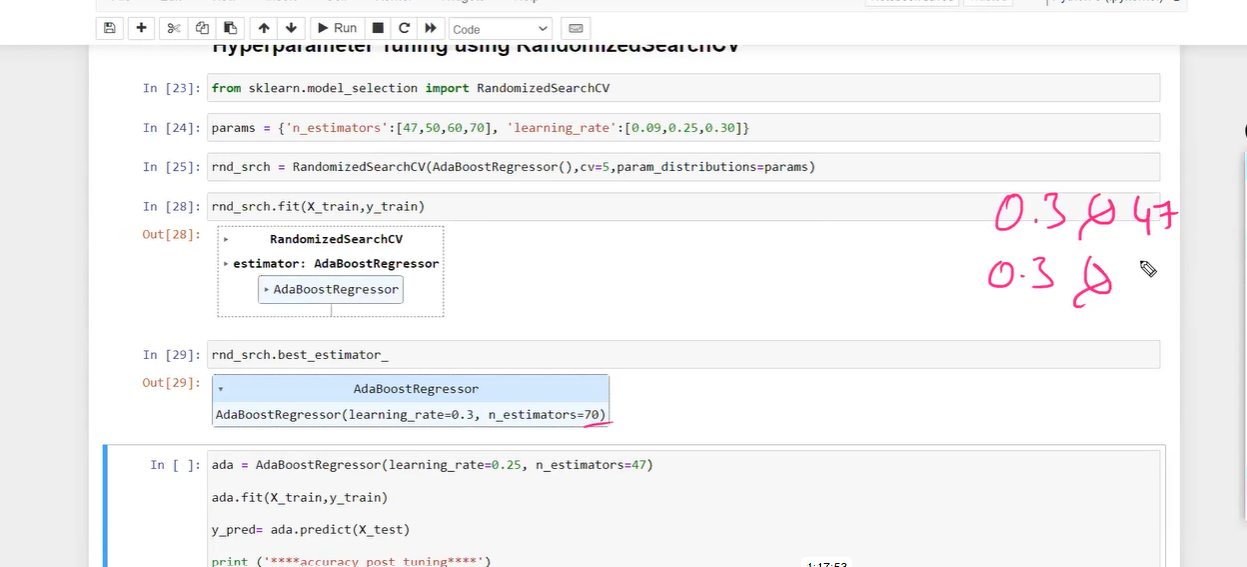 Run
Code
Hyperparameter Tuning using RandomizedSearchCV
In [23]: from sklearn.model_selection import RandomizedSearchCV
In [24]: params = {'n_estimators':[47,50,60,70], 'learning_rate':[0.09,0.25,0.30]}
In [25]: rnd_srch = RandomizedSearchCV(AdaBoostRegressor(),cv=5,param_distributions=params)
In [28]: rnd_srch.fit(X_train,y_train)
0.3 & 47
Out[28]:
RandomizedSearchCV
estimator: AdaBoostRegressor
0.3 &
AdaBoostRegressor
In [29]: rnd_srch.best_estimator_
Out[29]:
AdaBoostRegressor
AdaBoostRegressor(learning_rate=0.3, n_estimators=70)
In [ ]: ada = AdaBoostRegressor(learning_rate=0.25, n_estimators=47)
ada.fit(X_train,y_train)
y_pred= ada.predict(X_test)
print ('****accuracy post tuning****')
1:17:53